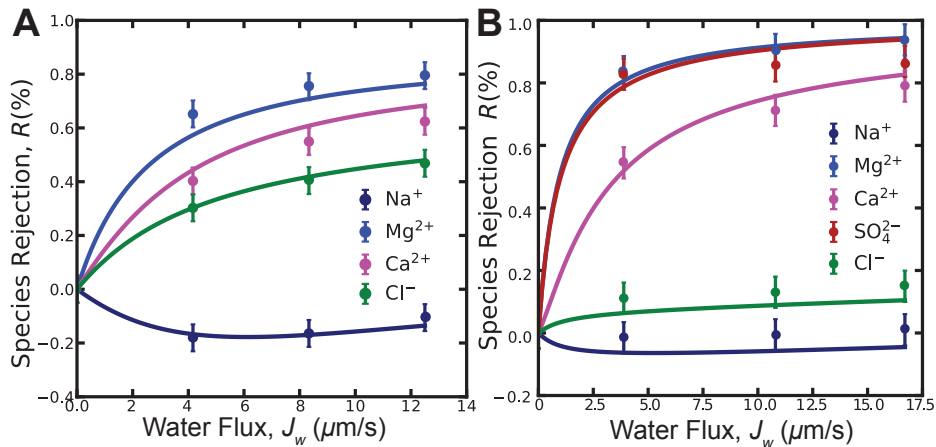 A
Species Rejection, R(%)
1.0
0.8
0.6
0.4
0.2
0.0
−0.2
−0.4
0.0
2
4
6
8
10
12
14
Water Flux, J_w (μm/s)
Na⁺
Mg²⁺
Ca²⁺
Cl⁻
B
Species Rejection R(%)
1.0
0.8
0.6
0.4
0.2
0.0
−0.2
0
2.5
5.0
7.5
10.0
12.5
15.0
17.5
Water Flux, J_w (μm/s)
Na⁺
Mg²⁺
Ca²⁺
SO₄²⁻
Cl⁻